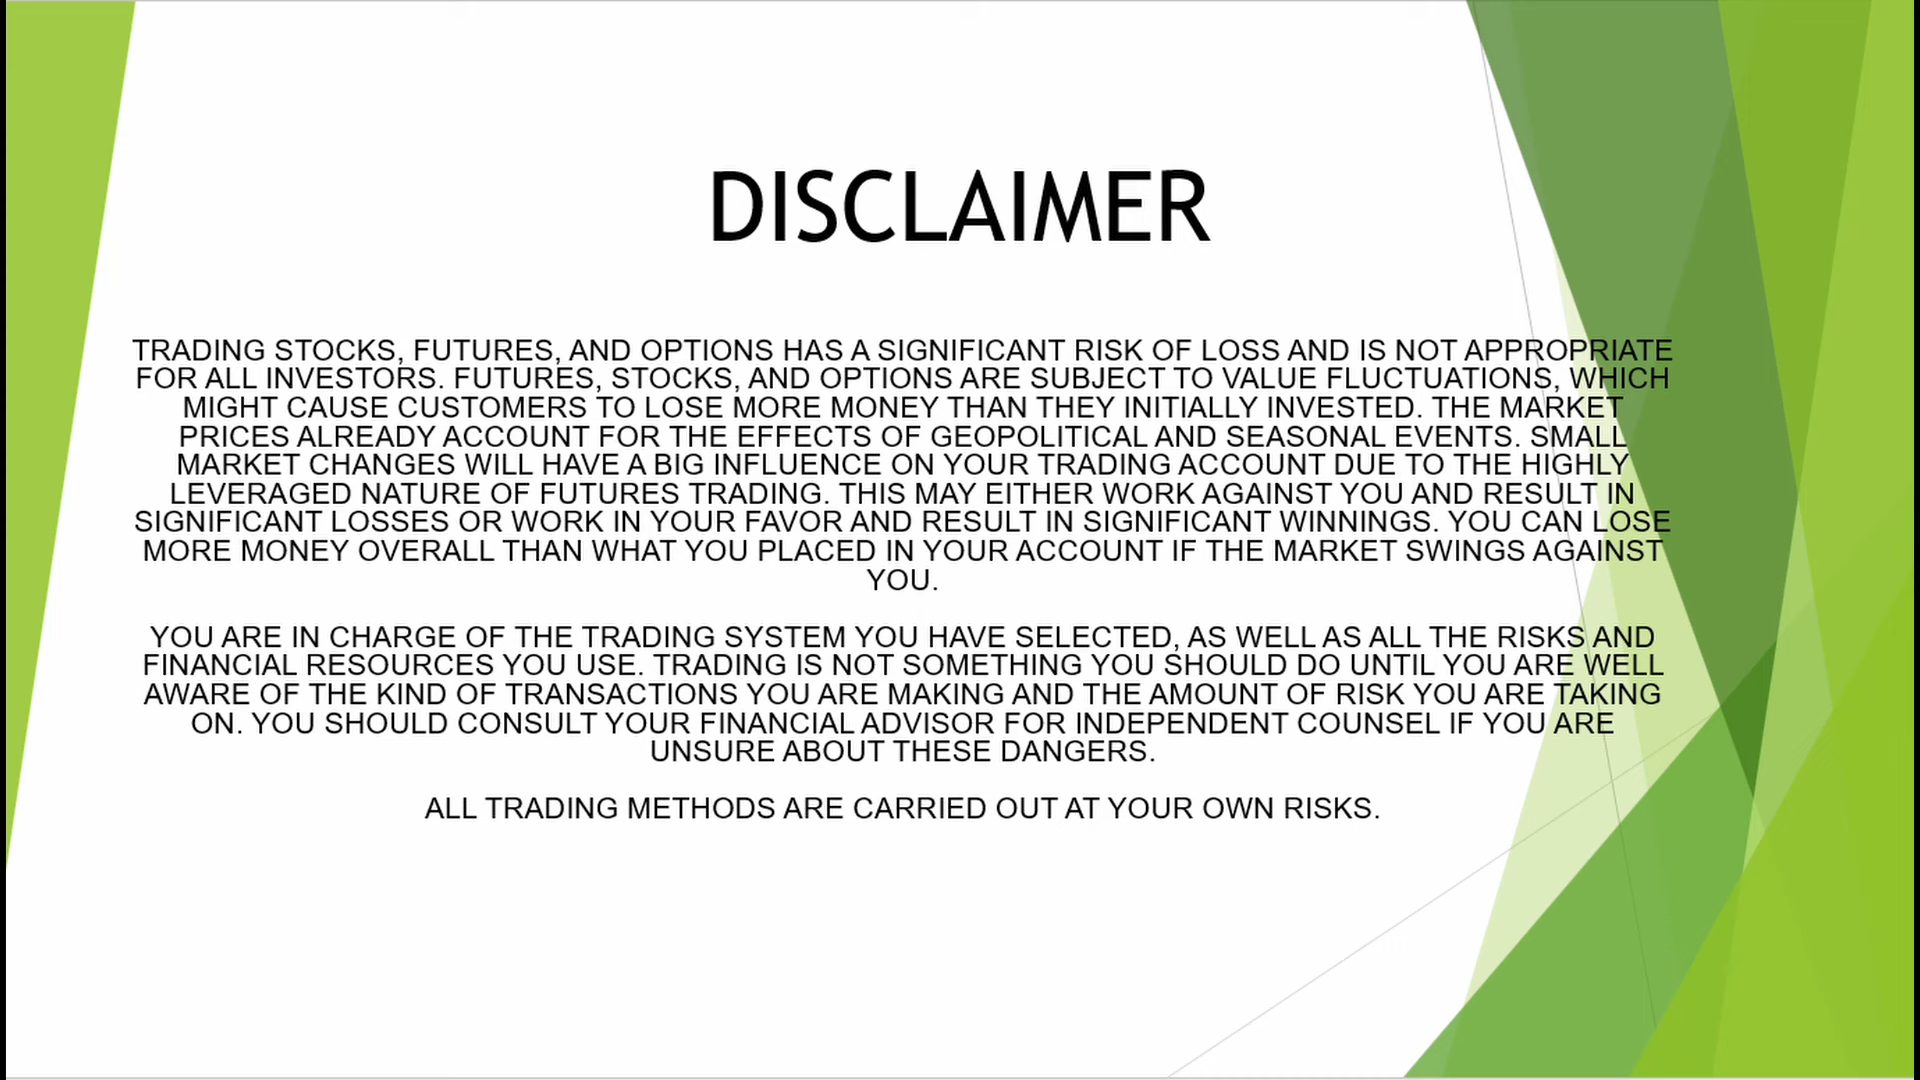 DISCLAIMER
TRADING STOCKS, FUTURES, AND OPTIONS HAS A SIGNIFICANT RISK OF LOSS AND IS NOT APPROPRIATE
FOR ALL INVESTORS. FUTURES, STOCKS, AND OPTIONS ARE SUBJECT TO VALUE FLUCTUATIONS, WHICH
MIGHT CAUSE CUSTOMERS TO LOSE MORE MONEY THAN THEY INITIALLY INVESTED. THE MARKET
PRICES ALREADY ACCOUNT FOR THE EFFECTS OF GEOPOLITICAL AND SEASONAL EVENTS. SMALL
MARKET CHANGES WILL HAVE A BIG INFLUENCE ON YOUR TRADING ACCOUNT DUE TO THE HIGHLY
LEVERAGED NATURE OF FUTURES TRADING. THIS MAY EITHER WORK AGAINST YOU AND RESULT IN
SIGNIFICANT LOSSES OR WORK IN YOUR FAVOR AND RESULT IN SIGNIFICANT WINNINGS. YOU CAN LOSE
MORE MONEY OVERALL THAN WHAT YOU PLACED IN YOUR ACCOUNT IF THE MARKET SWINGS AGAINST
YOU.
YOU ARE IN CHARGE OF THE TRADING SYSTEM YOU HAVE SELECTED, AS WELL AS ALL THE RISKS AND
FINANCIAL RESOURCES YOU USE. TRADING IS NOT SOMETHING YOU SHOULD DO UNTIL YOU ARE WELL
AWARE OF THE KIND OF TRANSACTIONS YOU ARE MAKING AND THE AMOUNT OF RISK YOU ARE TAKING
ON. YOU SHOULD CONSULT YOUR FINANCIAL ADVISOR FOR INDEPENDENT COUNSEL IF YOU ARE
UNSURE ABOUT THESE DANGERS.
ALL TRADING METHODS ARE CARRIED OUT AT YOUR OWN RISKS.